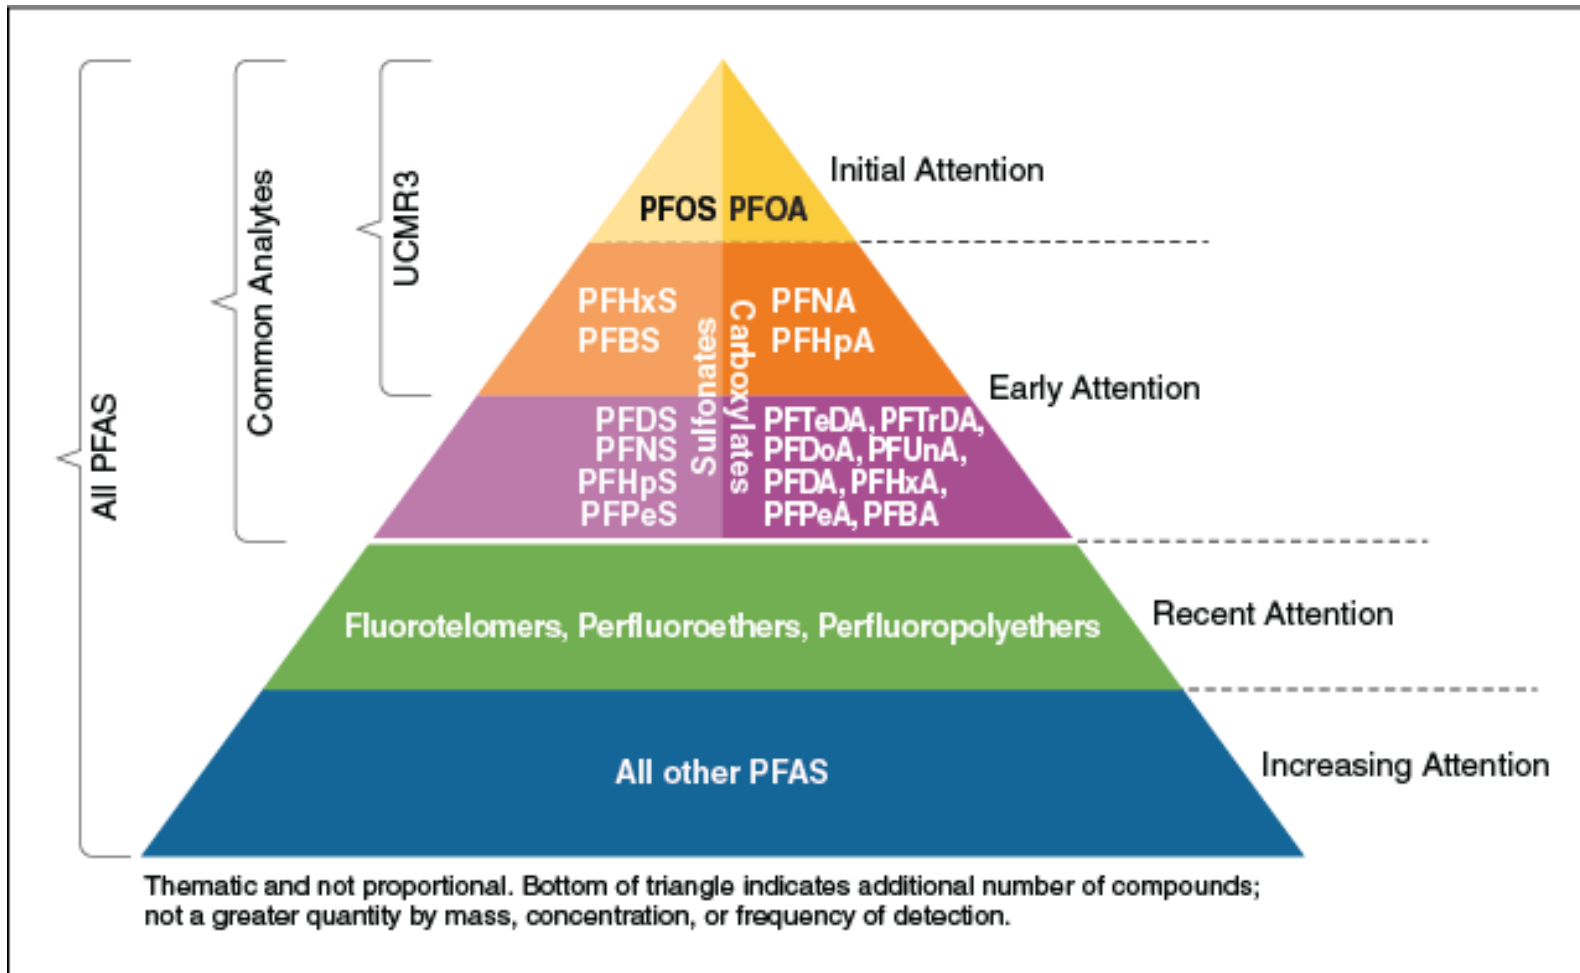 All PFAS
Common Analytes
UCMR3
PFOS
PFOA
Initial Attention
PFHxS
PFBS
PFNA
PFHpA
Sulfonates
Carboxylates
Early Attention
PFDS
PFNS
PFHpS
PFPeS
PFTeDA, PFTrDA,
PFDoA, PFUnA,
PFDA, PFHxA,
PFPeA, PFBA
Fluorotelomers, Perfluoroethers, Perfluoropolyethers
Recent Attention
All other PFAS
Increasing Attention
Thematic and not proportional. Bottom of triangle indicates additional number of compounds;
not a greater quantity by mass, concentration, or frequency of detection.